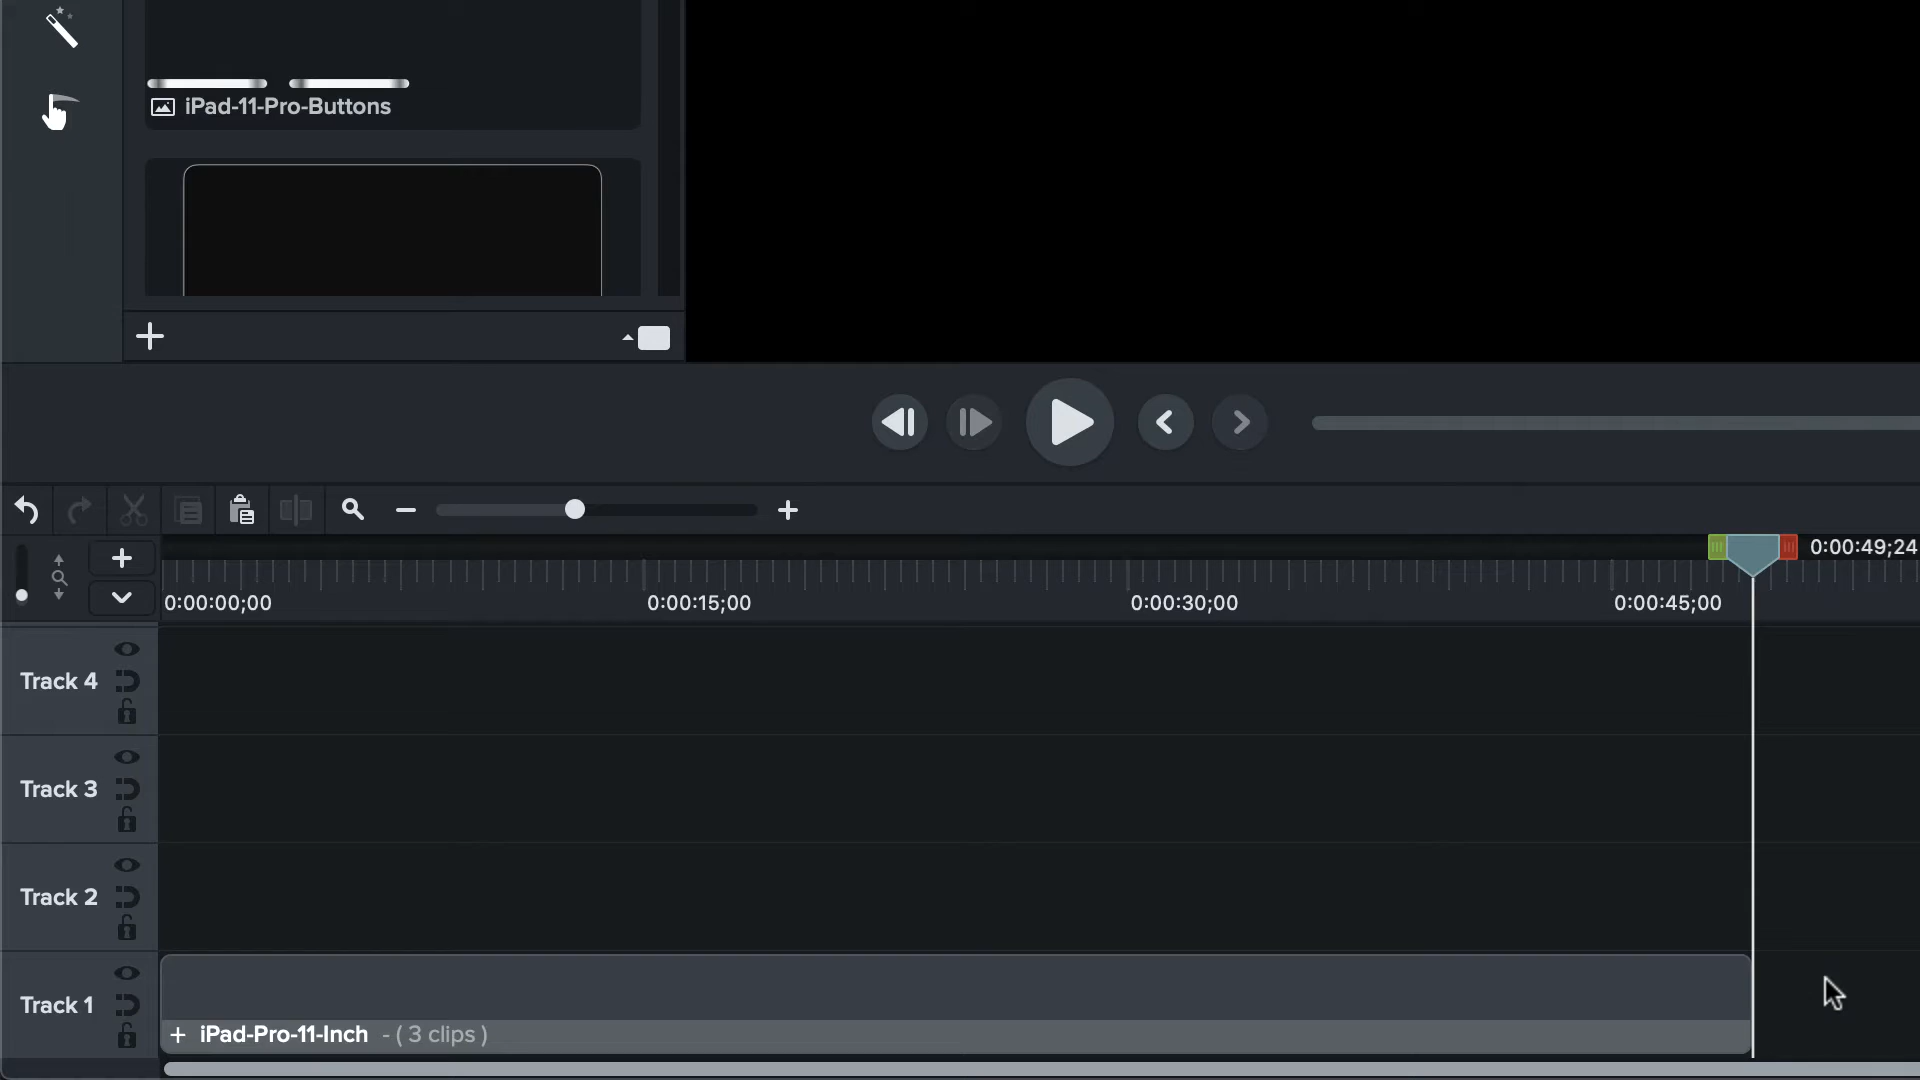 iPad-11-Pro-Buttons
0:00:49;24
0:00:00;00
0:00:15;00
0:00:30;00
0:00:45;00
Track 4
Track 3
Track 2
Track 1
+ iPad-Pro-11-Inch - ( 3 clips )